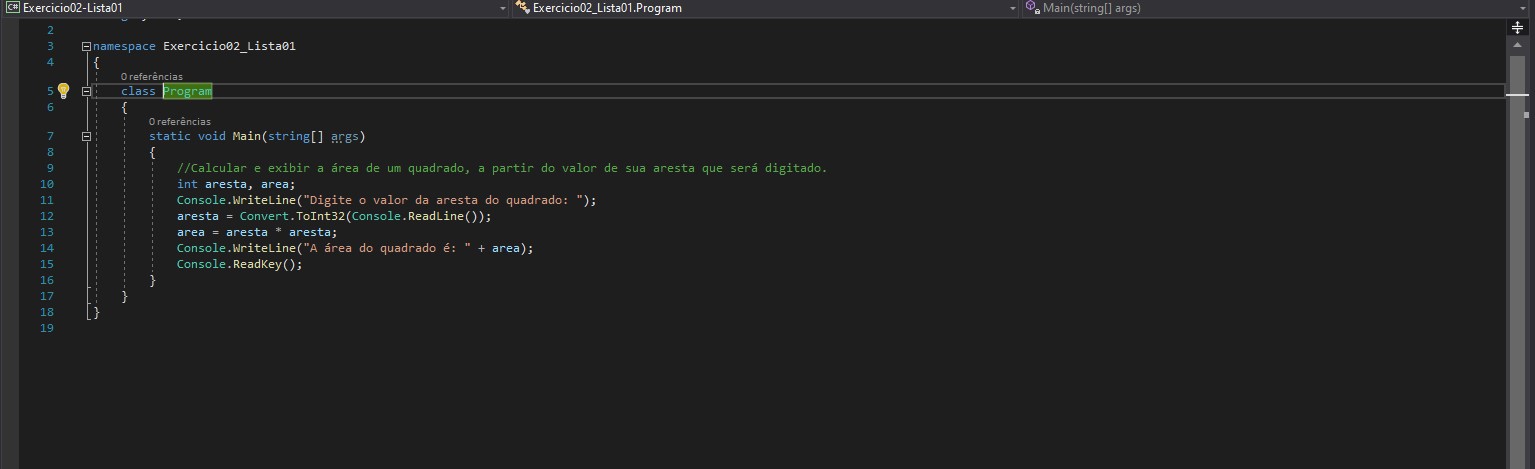 C# Exercicio02-Lista01 Exercicio02_Lista01.Program Main(string[] args)
2
3 namespace Exercicio02_Lista01
4 {
0 referências
5 class Program
6 {
0 referências
7 static void Main(string[] args)
8 {
9 //Calcular e exibir a área de um quadrado, a partir do valor de sua aresta que será digitado.
10 int aresta, area;
11 Console.WriteLine("Digite o valor da aresta do quadrado: ");
12 aresta = Convert.ToInt32(Console.ReadLine());
13 area = aresta * aresta;
14 Console.WriteLine("A área do quadrado é: " + area);
15 Console.ReadKey();
16 }
17 }
18 }
19